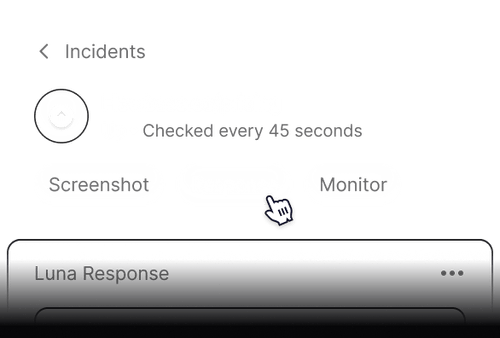 Incidents
Checked every 45 seconds
Screenshot
Monitor
Luna Response